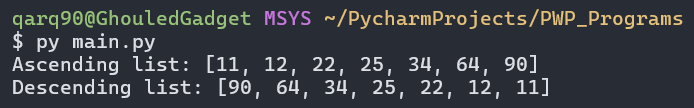 qarq90@GhouledGadget MSYS ~/PycharmProjects/PWP_Programs
$ py main.py
Ascending list: [11, 12, 22, 25, 34, 64, 90]
Descending list: [90, 64, 34, 25, 22, 12, 11]